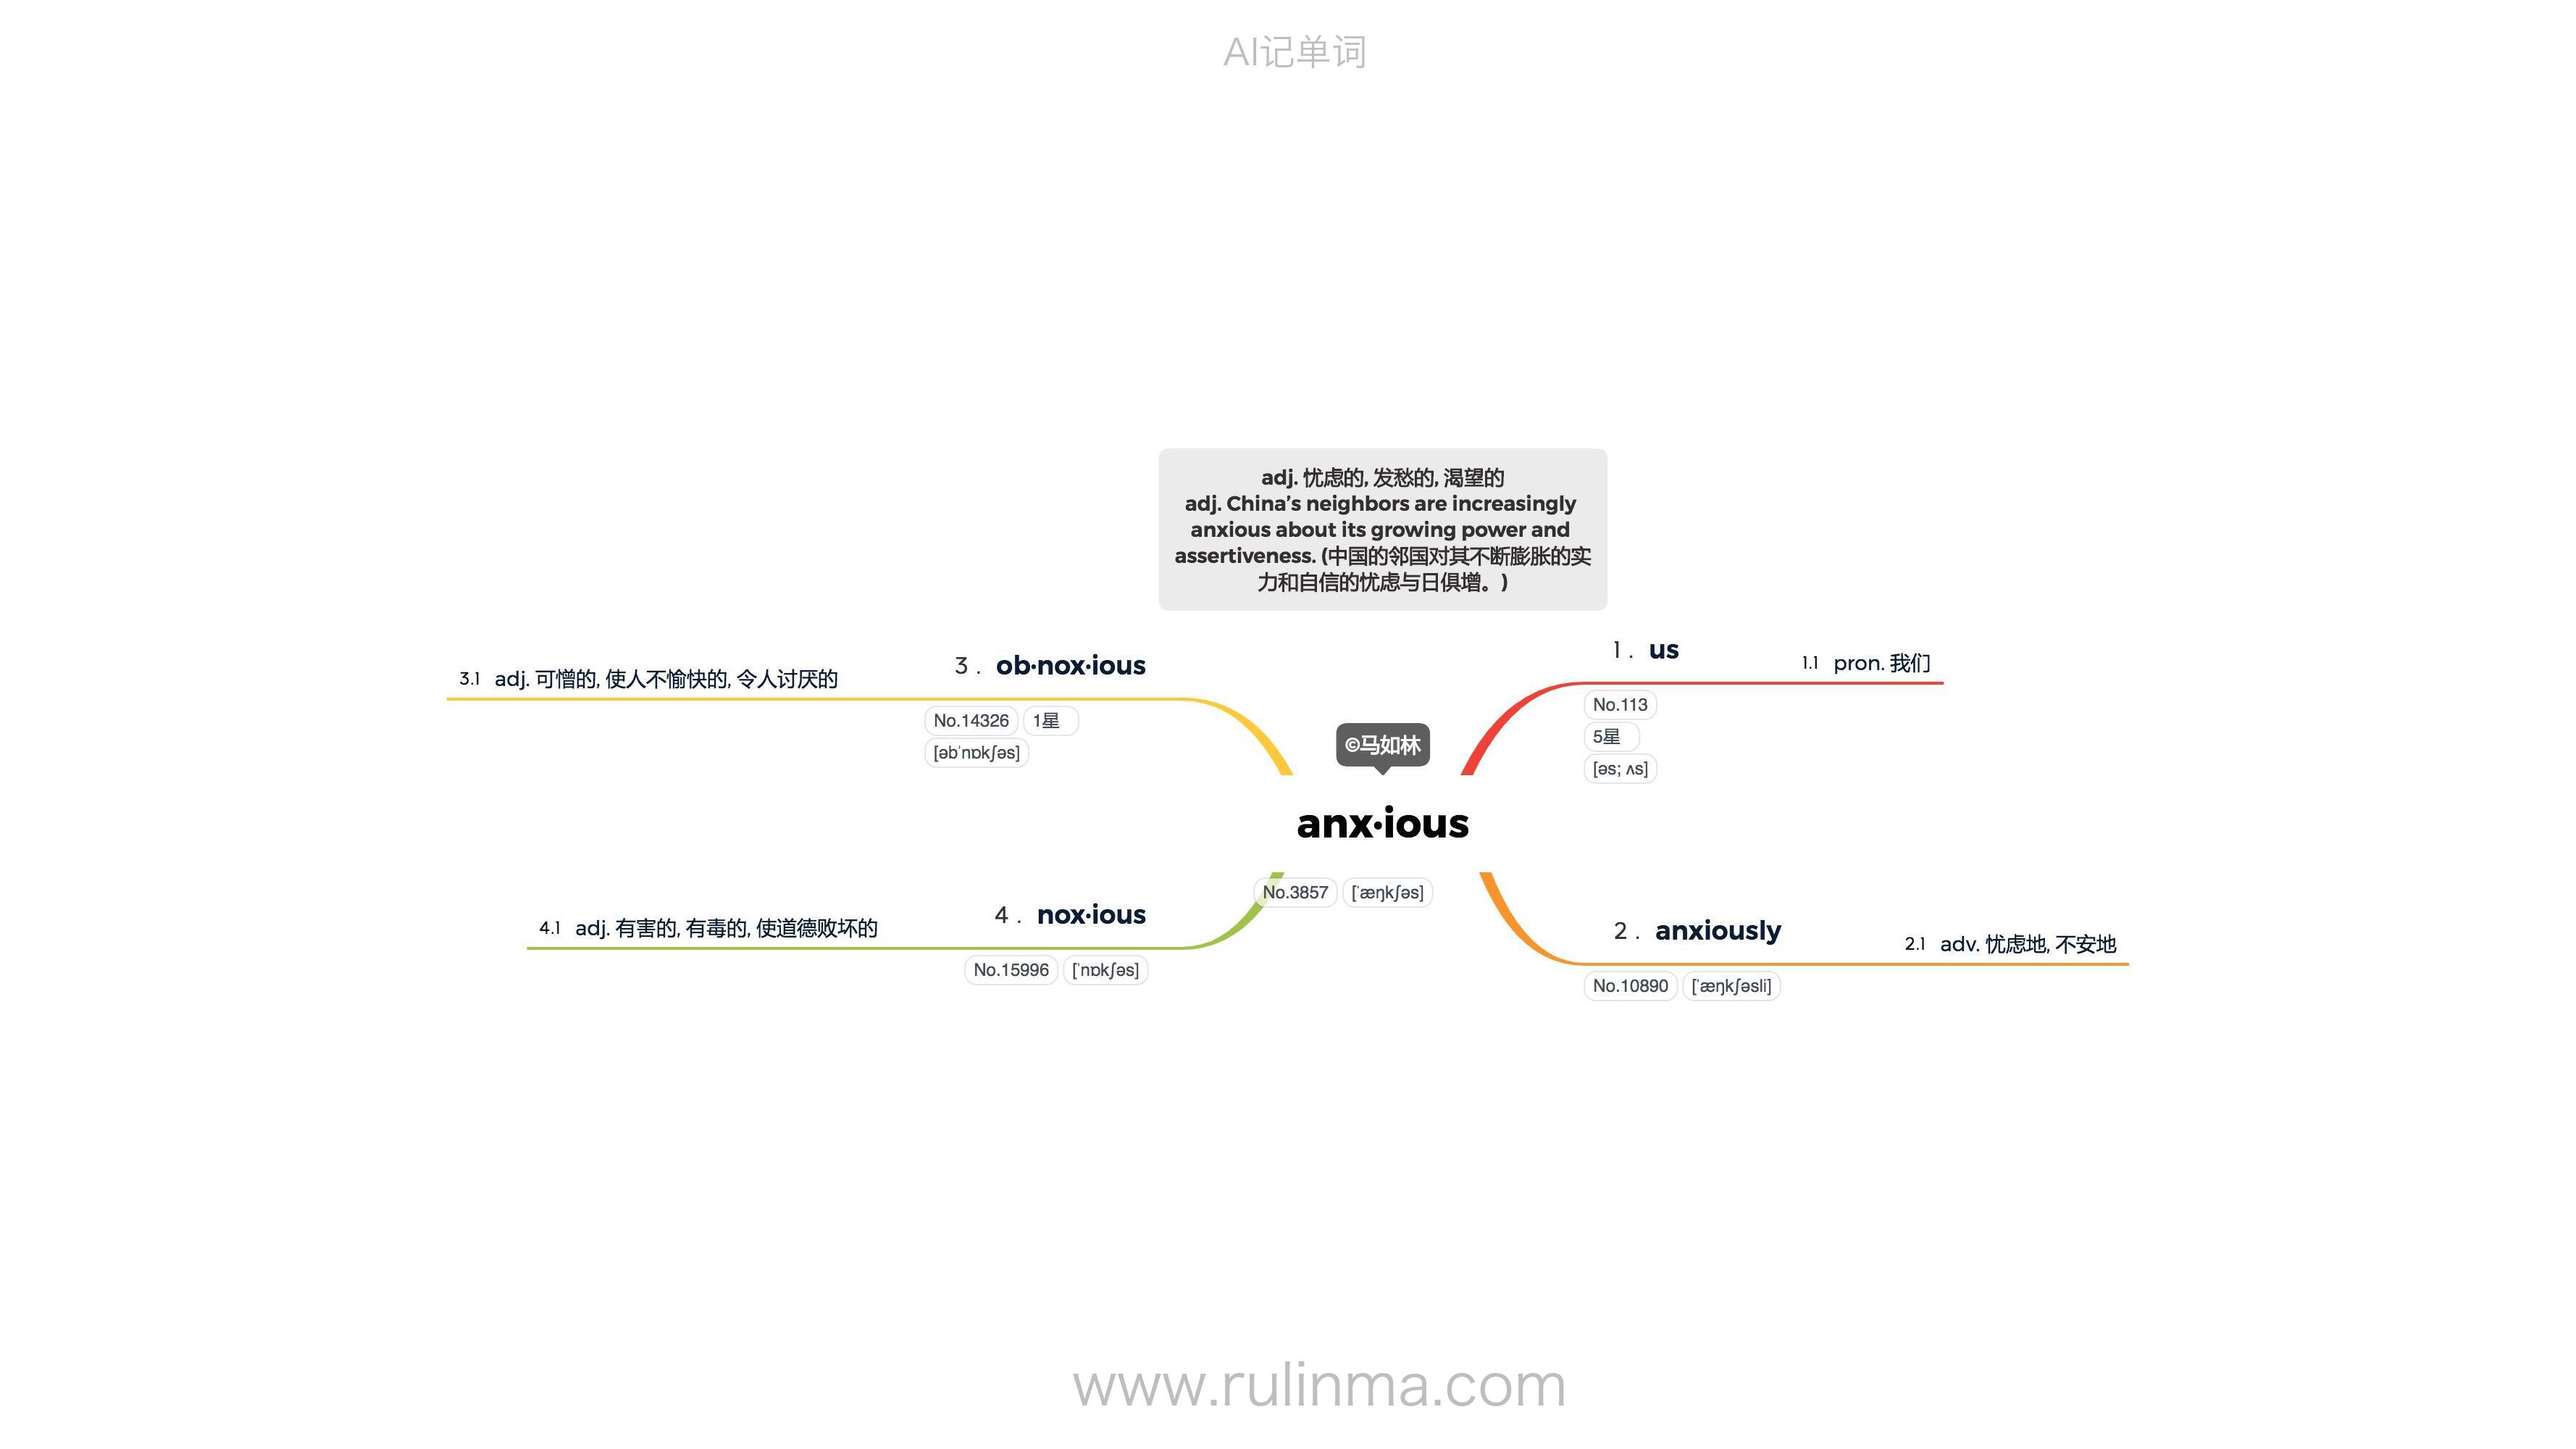 AI记单词
adj. 忧虑的, 发愁的, 渴望的
adj. China’s neighbors are increasingly
anxious about its growing power and
assertiveness. (中国的邻国对其不断膨胀的实
力和自信的忧虑与日俱增。)
©马如林
anx·ious
No.3857 [ˈæŋkʃəs]
1 . us
No.113
5星
[əs; ʌs]
1.1 pron. 我们
2 . anxiously
No.10890 [ˈæŋkʃəsli]
2.1 adv. 忧虑地, 不安地
3 . ob·nox·ious
No.14326 1星
[əbˈnɒkʃəs]
3.1 adj. 可憎的, 使人不愉快的, 令人讨厌的
4 . nox·ious
No.15996 [ˈnɒkʃəs]
4.1 adj. 有害的, 有毒的, 使道德败坏的
www.rulinma.com